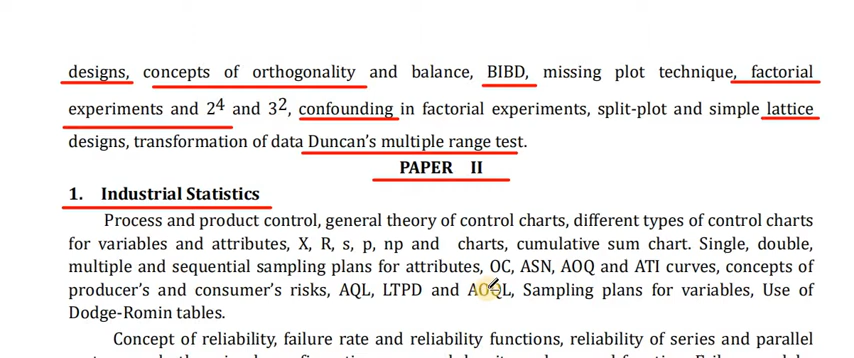 designs, concepts of orthogonality and balance, BIBD, missing plot technique, factorial
experiments and 2⁴ and 3², confounding in factorial experiments, split-plot and simple lattice
designs, transformation of data Duncan's multiple range test.
PAPER II
1. Industrial Statistics
Process and product control, general theory of control charts, different types of control charts
for variables and attributes, X, R, s, p, np and charts, cumulative sum chart. Single, double,
multiple and sequential sampling plans for attributes, OC, ASN, AOQ and ATI curves, concepts of
producer's and consumer's risks, AQL, LTPD and AOQL, Sampling plans for variables, Use of
Dodge-Romin tables.
Concept of reliability, failure rate and reliability functions, reliability of series and parallel